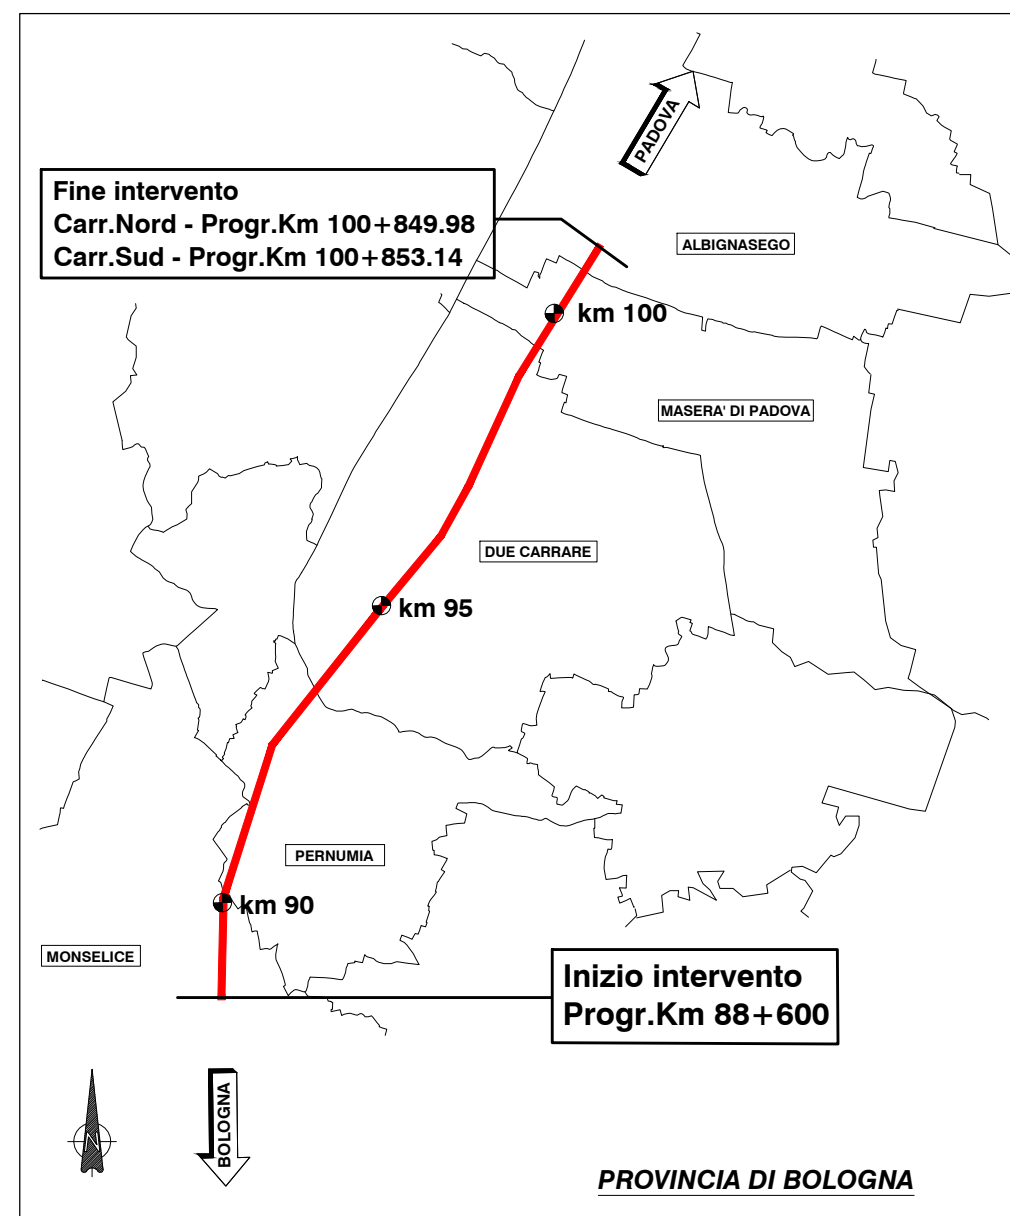 PADOVA
Fine intervento
Carr.Nord - Progr.Km 100+849.98
Carr.Sud - Progr.Km 100+853.14
ALBIGNASEGO
km 100
MASERA' DI PADOVA
DUE CARRARE
km 95
PERNUMIA
km 90
MONSELICE
Inizio intervento
Progr.Km 88+600
N
BOLOGNA
PROVINCIA DI BOLOGNA